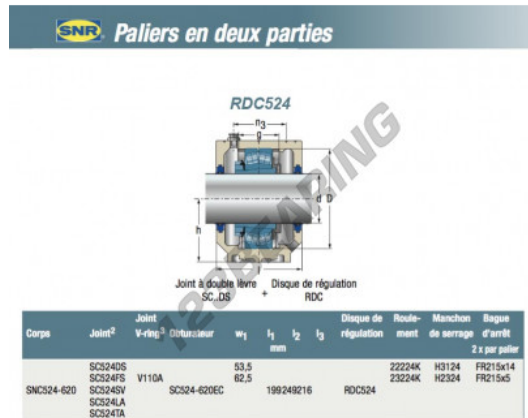 SNR Paliers en deux parties
RDC524
n3
g
h
d D
Joint à double lèvre
SC..DS
+
Disque de régulation
RDC
123BEARING
Corps Joint2 Joint V-ring3 Obturateur w1 l1 l2 l3 Disque de régulation Roule-ment Manchon de serrage Bague d'arrêt
mm 2 x par palier
SC524DS 53,5 22224K H3124 FR215x14
SC524FS V110A 62,5 23224K H2324 FR215x5
SNC524-620 SC524SV SC524-620EC 199249216 RDC524
SC524LA
SC524TA